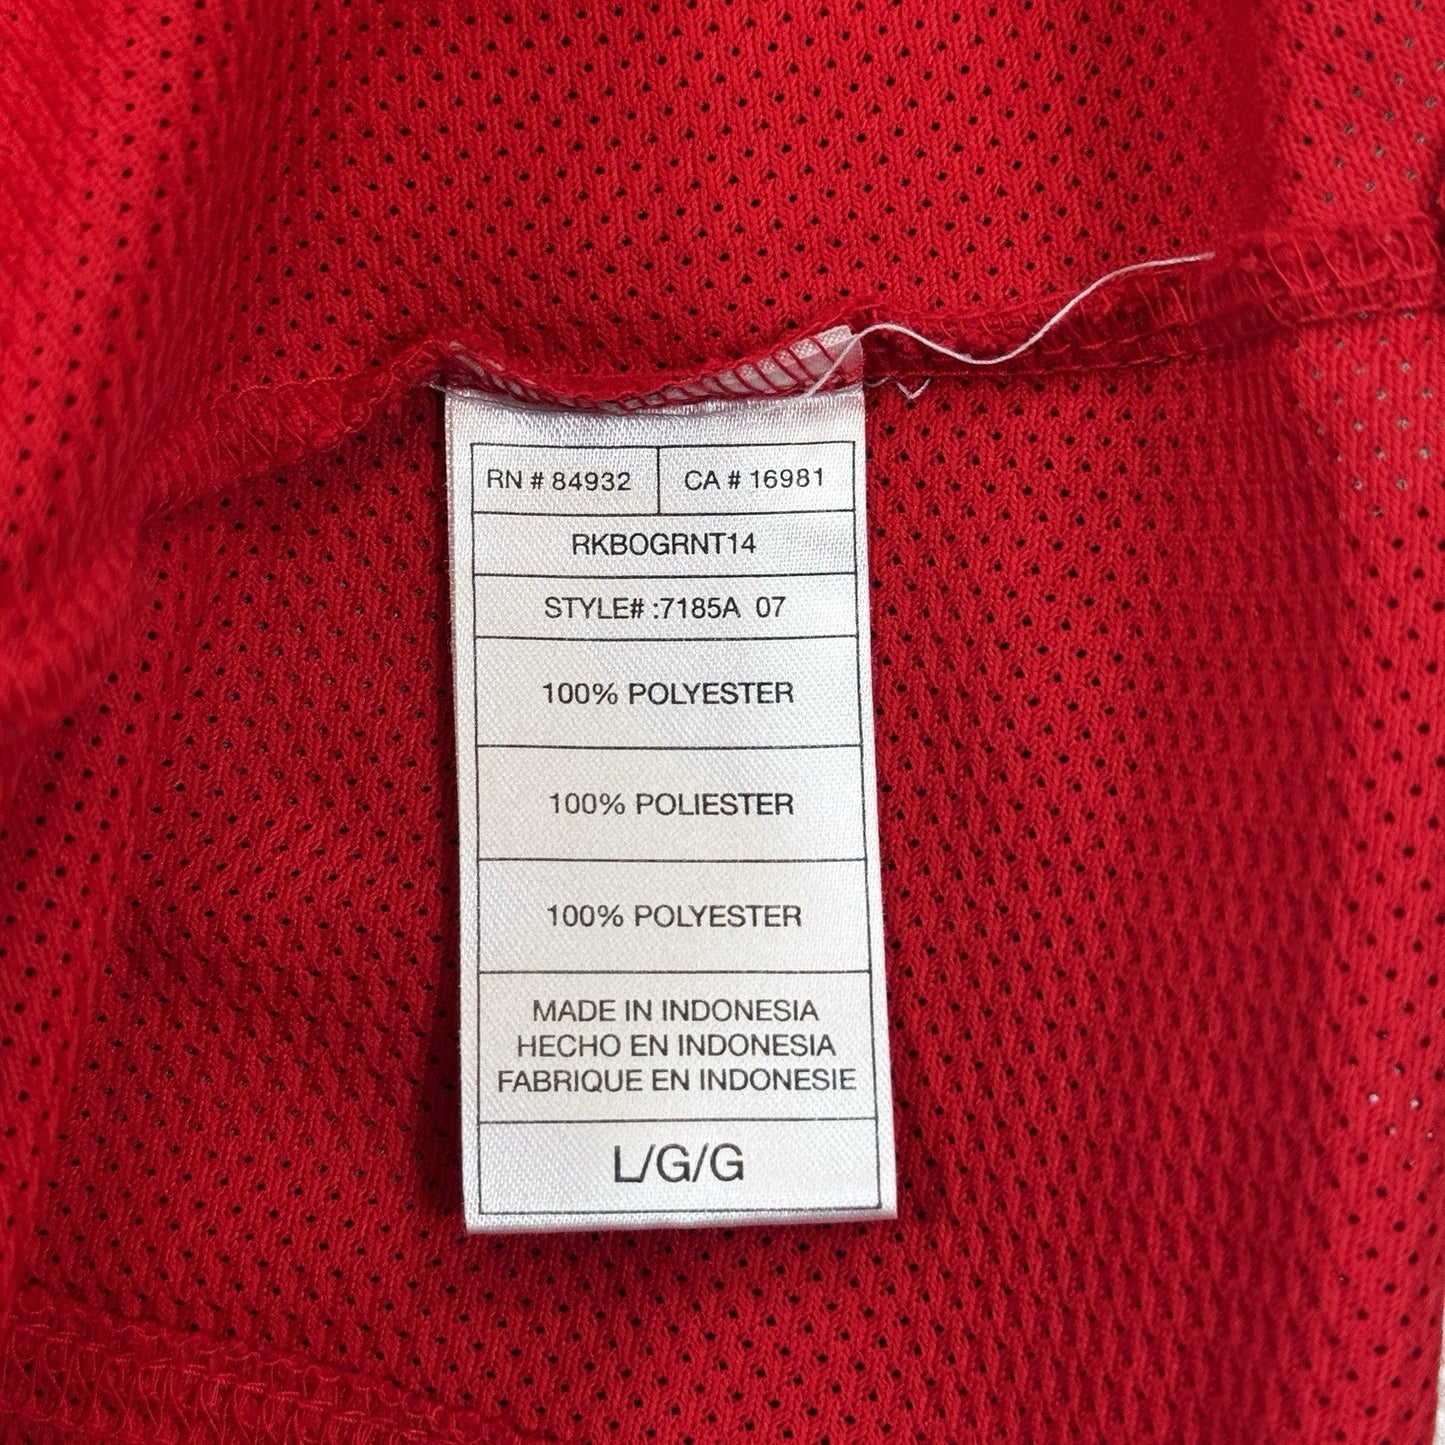 RN # 84932 CA # 16981
RKBOGRNT14
STYLE# :7185A 07
100% POLYESTER
100% POLIESTER
100% POLYESTER
MADE IN INDONESIA
HECHO EN INDONESIA
FABRIQUE EN INDONESIE
L/G/G